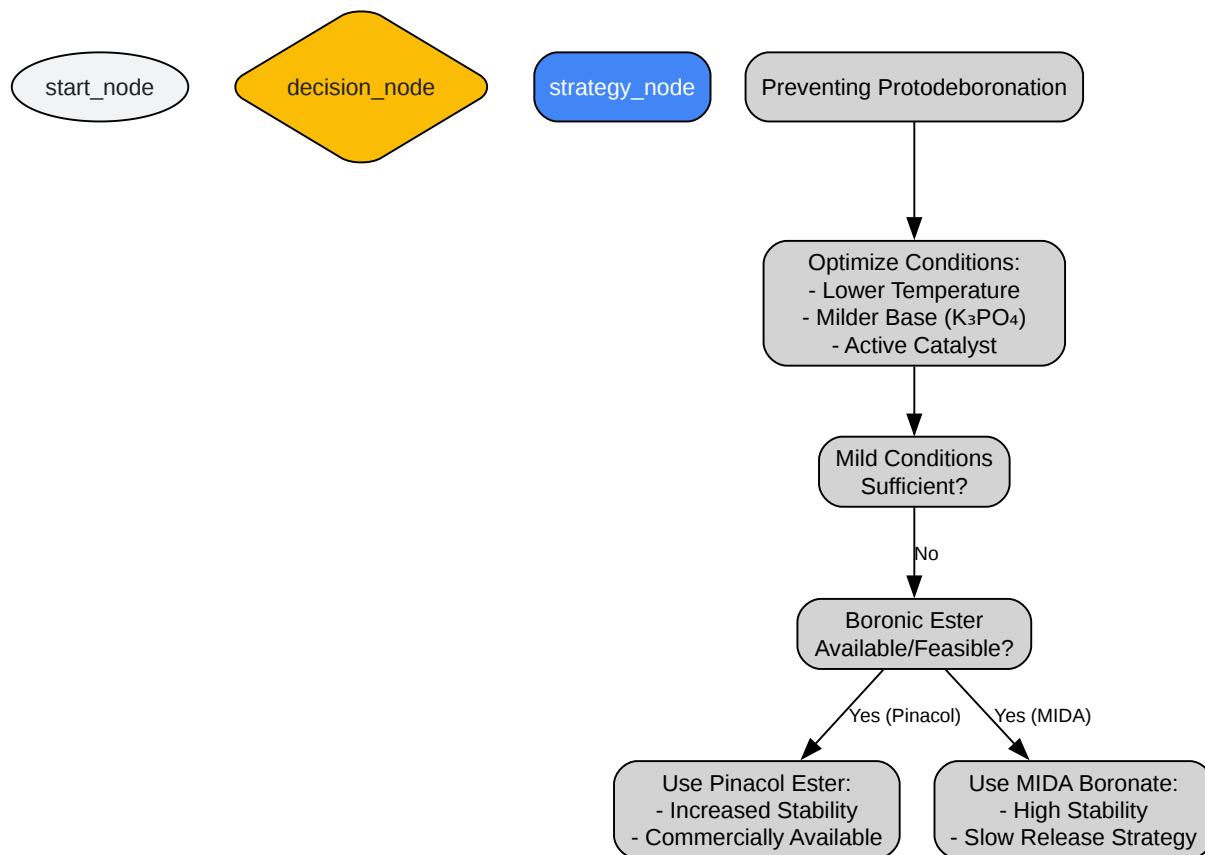 start_node
decision_node
strategy_node
Preventing Protodeboronation
Optimize Conditions:
- Lower Temperature
- Milder Base (K₃PO₄)
- Active Catalyst
Mild Conditions
Sufficient?
No
Boronic Ester
Available/Feasible?
Yes (Pinacol)
Yes (MIDA)
Use Pinacol Ester:
- Increased Stability
- Commercially Available
Use MIDA Boronate:
- High Stability
- Slow Release Strategy